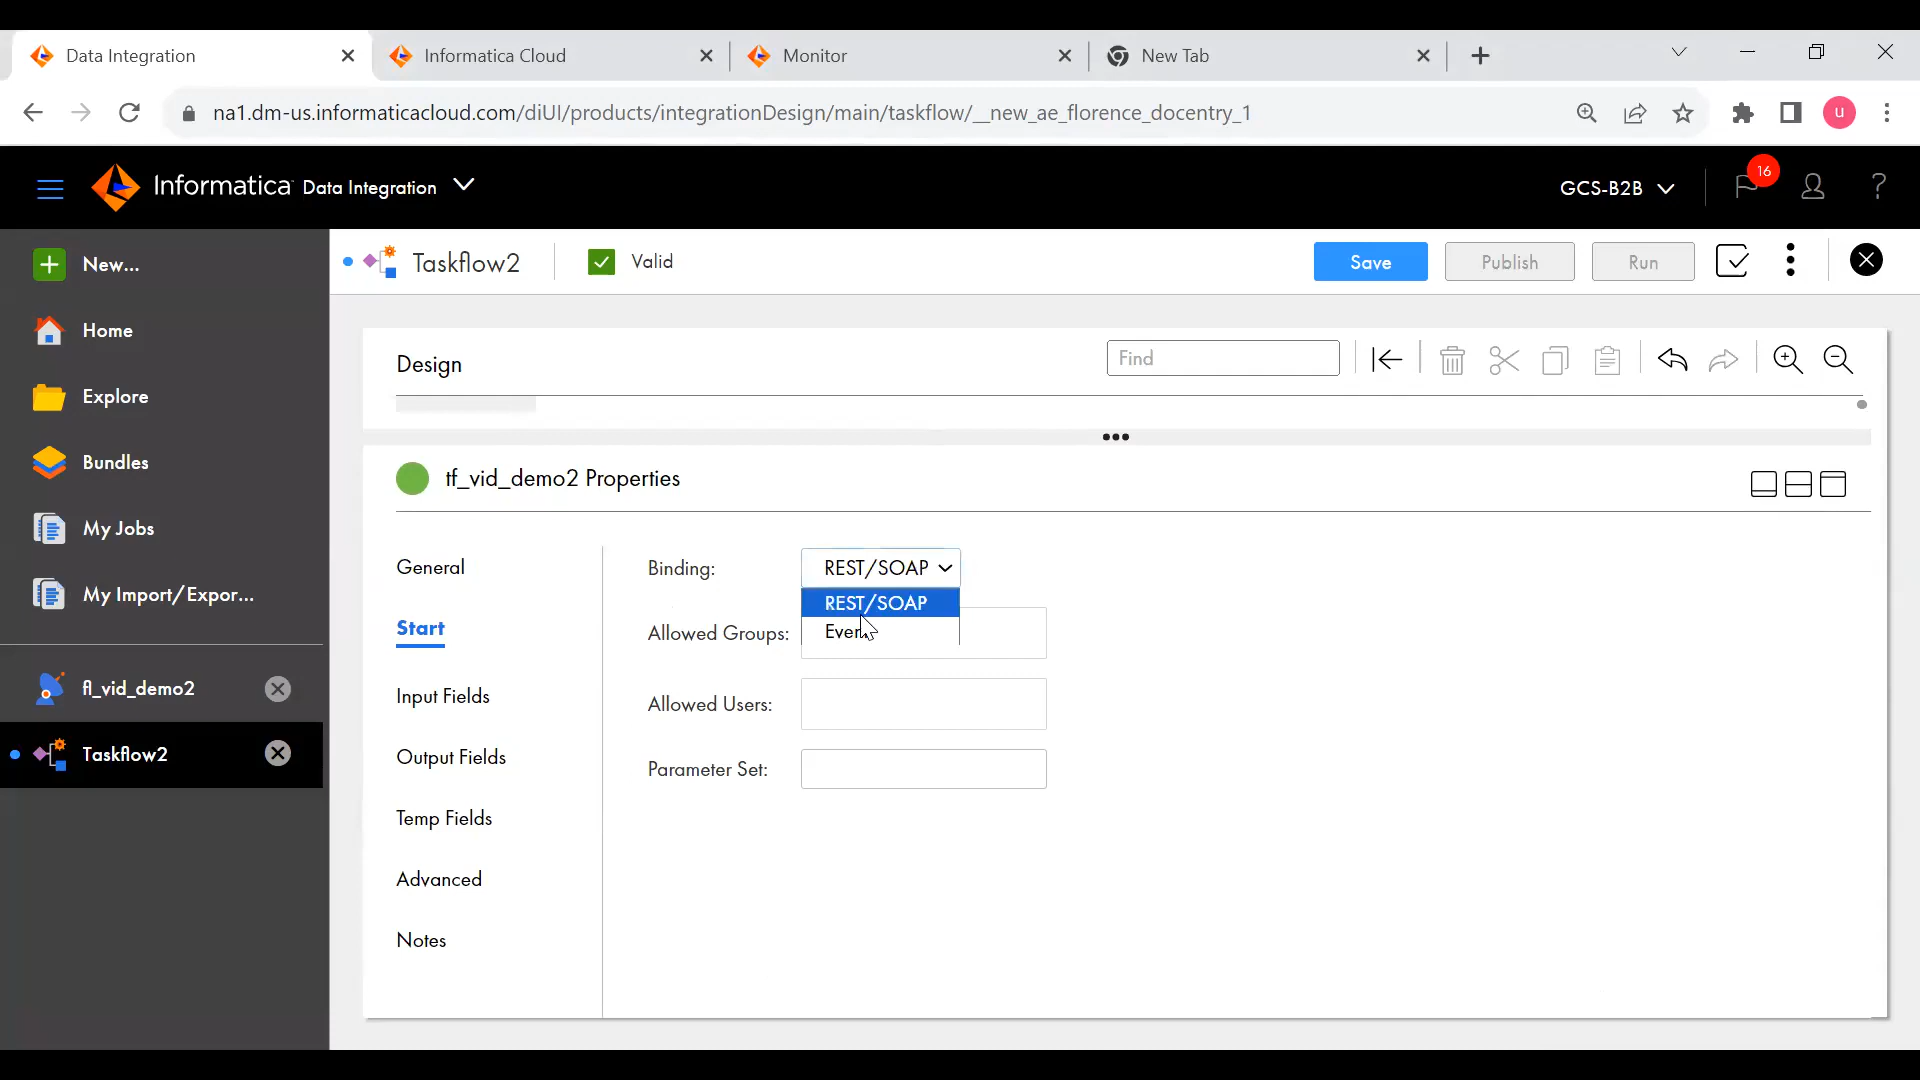 Data Integration
Informatica Cloud
Monitor
New Tab
na1.dm-us.informaticacloud.com/diUI/products/integrationDesign/main/taskflow/__new_ae_florence_docentry_1
u
Informatica Data Integration
GCS-B2B
16
?
New...
Home
Explore
Bundles
My Jobs
My Import/Expor...
fl_vid_demo2
Taskflow2
Taskflow2
Valid
Save
Publish
Run
Design
Find
tf_vid_demo2 Properties
General
Start
Input Fields
Output Fields
Temp Fields
Advanced
Notes
Binding:
REST/SOAP
REST/SOAP
Allowed Groups:
Allowed Users:
Parameter Set: